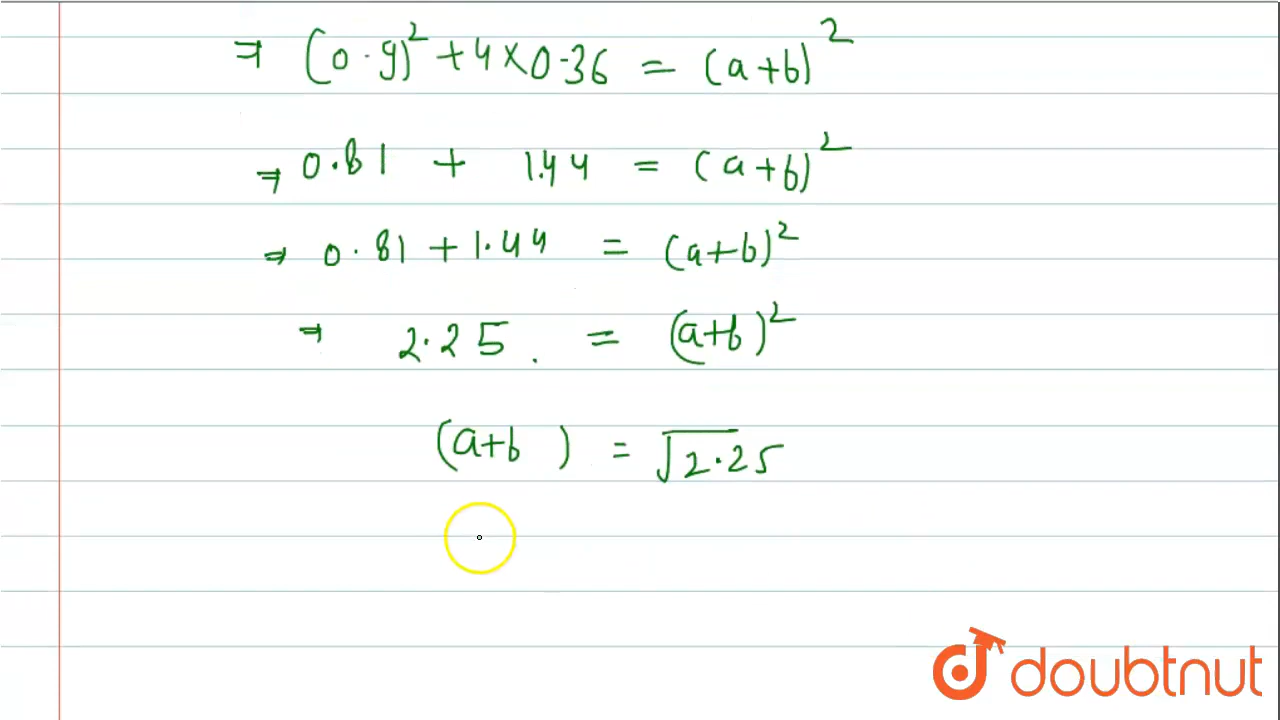 ⇒ (0.9)² + 4 × 0.36 = (a+b)²
⇒ 0.81 + 1.44 = (a+b)²
⇒ 0.81 + 1.44 = (a+b)²
⇒ 2.25. = (a+b)²
(a+b) = √2.25
doubtnut